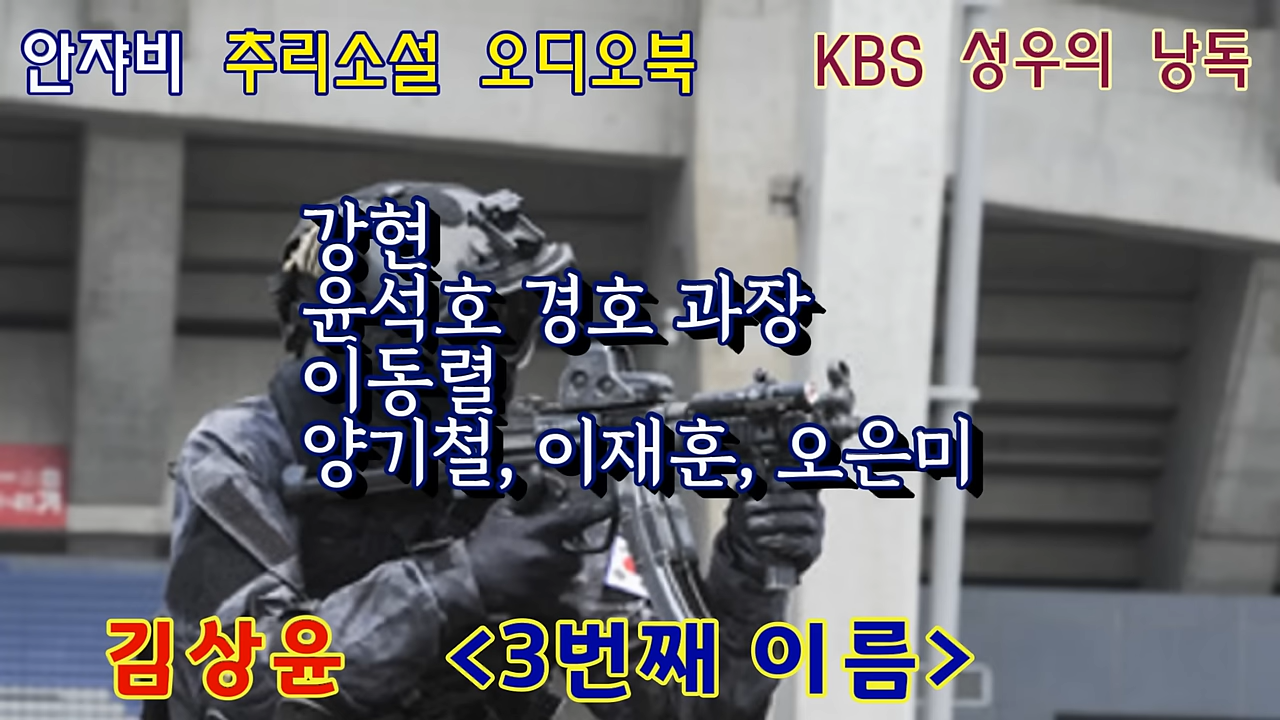 안쟈비 추리소설 오디오북 KBS 성우의 낭독
강현
윤석호 경호 과장
이동렬
양기철, 이재훈, 오은미
김상윤 <3번째 이름>